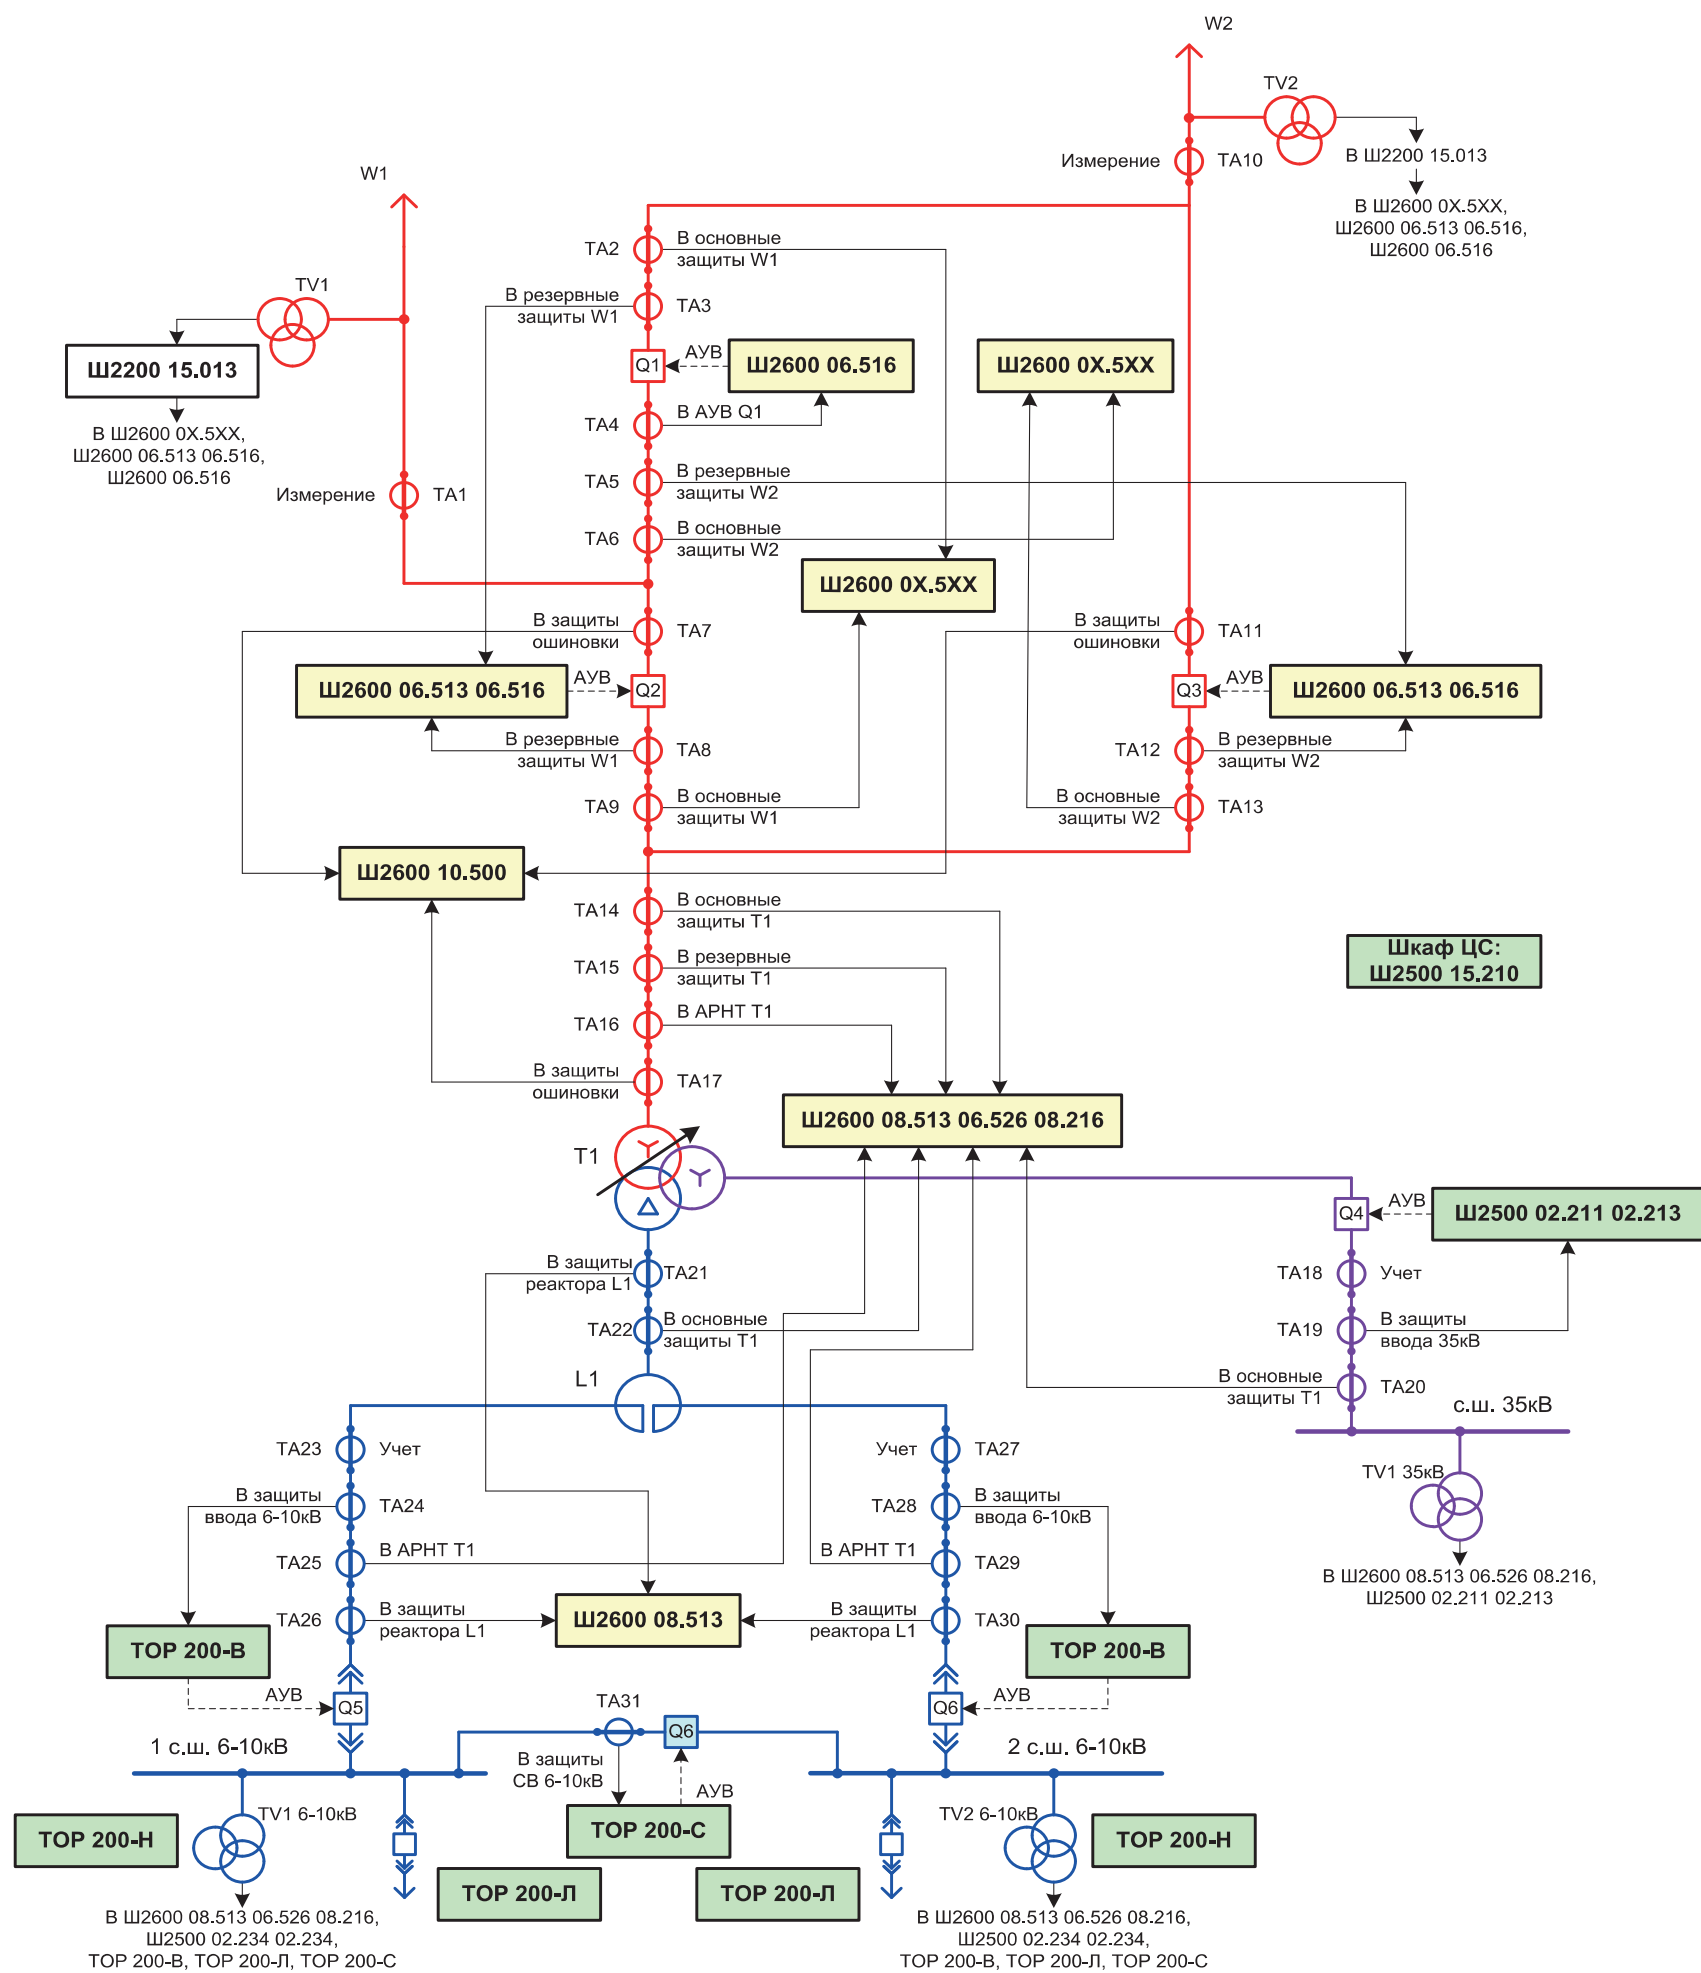 W2
TV2
Измерение
TA10
В Ш2200 15.013
W1
В Ш2600 0X.5XX,
Ш2600 06.513 06.516,
Ш2600 06.516
TA2
В основные
защиты W1
TV1
В резервные
защиты W1
TA3
Ш2200 15.013
Q1
АУВ
Ш2600 06.516
Ш2600 0X.5XX
В Ш2600 0X.5XX,
Ш2600 06.513 06.516,
Ш2600 06.516
TA4
В АУВ Q1
Измерение
TA1
TA5
В резервные
защиты W2
TA6
В основные
защиты W2
Ш2600 0X.5XX
В защиты
ошиновки
TA7
В защиты
ошиновки
TA11
Ш2600 06.513 06.516
АУВ
Q2
Q3
АУВ
Ш2600 06.513 06.516
В резервные
защиты W1
TA8
TA12
В резервные
защиты W2
TA9
В основные
защиты W1
В основные
защиты W2
TA13
Ш2600 10.500
TA14
В основные
защиты Т1
Шкаф ЦС:
Ш2500 15.210
TA15
В резервные
защиты Т1
TA16
В АРНТ Т1
В защиты
ошиновки
TA17
Ш2600 08.513 06.526 08.216
T1
Q4
АУВ
Ш2500 02.211 02.213
В защиты
реактора L1
TA21
TA18
Учет
TA22
В основные
защиты Т1
TA19
В защиты
ввода 35кВ
L1
В основные
защиты Т1
TA20
с.ш. 35кВ
TA23
Учет
Учет
TA27
TV1 35кВ
В защиты
ввода 6-10кВ
TA24
TA28
В защиты
ввода 6-10кВ
TA25
В АРНТ Т1
В АРНТ Т1
TA29
В Ш2600 08.513 06.526 08.216,
Ш2500 02.211 02.213
TA26
В защиты
реактора L1
Ш2600 08.513
В защиты
реактора L1
TA30
ТОР 200-В
ТОР 200-В
АУВ
Q5
TA31
Q6
Q6
АУВ
1 с.ш. 6-10кВ
В защиты
СВ 6-10кВ
АУВ
2 с.ш. 6-10кВ
ТОР 200-Н
TV1 6-10кВ
ТОР 200-С
TV2 6-10кВ
ТОР 200-Н
ТОР 200-Л
ТОР 200-Л
В Ш2600 08.513 06.526 08.216,
Ш2500 02.234 02.234,
ТОР 200-В, ТОР 200-Л, ТОР 200-С
В Ш2600 08.513 06.526 08.216,
Ш2500 02.234 02.234,
ТОР 200-В, ТОР 200-Л, ТОР 200-С